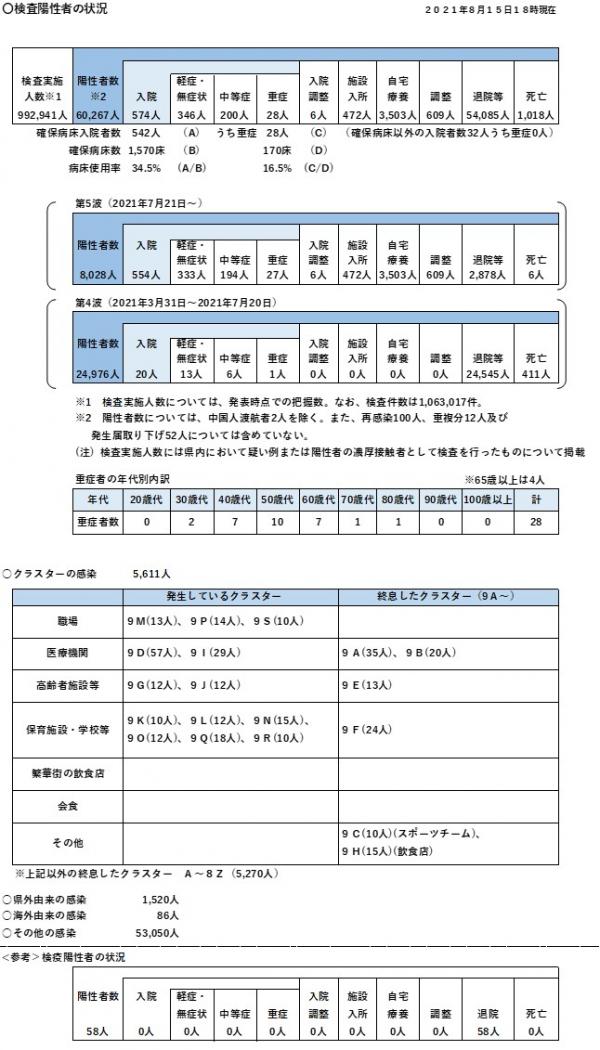 〇検査陽性者の状況
2021年8月15日18時現在
検査実施 陽性者数 入院 軽症・ 中等症 重症 入院 施設 自宅 調整 退院等 死亡
人数※1 ※2 無症状 調整 入所 療養
992,941人 60,267人 574人 346人 200人 28人 6人 472人 3,503人 609人 54,085人 1,018人
確保病床入院者数 542人 (A) うち重症 28人 (C) (確保病床以外の入院者数32人うち重症0人)
確保病床数 1,570床 (B) 170床 (D)
病床使用率 34.5% (A/B) 16.5% (C/D)
第5波(2021年7月21日~)
陽性者数 入院 軽症・ 中等症 重症 入院 施設 自宅 調整 退院等 死亡
無症状 調整 入所 療養
8,028人 554人 333人 194人 27人 6人 472人 3,503人 609人 2,878人 6人
第4波(2021年3月31日~2021年7月20日)
陽性者数 入院 軽症・ 中等症 重症 入院 施設 自宅 調整 退院等 死亡
無症状 調整 入所 療養
24,976人 20人 13人 6人 1人 0人 0人 0人 0人 24,545人 411人
※1 検査実施人数については、発表時点での把握数。なお、検査件数は1,063,017件。
※2 陽性者数については、中国人渡航者2人を除く。また、再感染100人、重複分12人及び
発生届取り下げ52人については含めていない。
(注)検査実施人数には県内において疑い例または陽性者の濃厚接触者として検査を行ったものについて掲載
重症者の年代別内訳 ※65歳以上は4人
年代 20歳代 30歳代 40歳代 50歳代 60歳代 70歳代 80歳代 90歳代 100歳以上 計
重症者数 0 2 7 10 7 1 1 0 0 28
〇クラスターの感染 5,611人
発生しているクラスター 終息したクラスター(9A~)
職場 9M(13人)、9P(14人)、9S(10人)
医療機関 9D(57人)、9I(29人) 9A(35人)、9B(20人)
高齢者施設等 9G(12人)、9J(12人) 9E(13人)
保育施設・学校等 9K(10人)、9L(12人)、9N(15人)、 9F(24人)
9O(12人)、9Q(18人)、9R(10人)
繁華街の飲食店
会食
その他 9C(10人)(スポーツチーム)、
9H(15人)(飲食店)
※上記以外の終息したクラスター A~8Z(5,270人)
〇県外由来の感染 1,520人
〇海外由来の感染 86人
〇その他の感染 53,050人
<参考>検疫陽性者の状況
陽性者数 入院 軽症・ 中等症 重症 入院 施設 自宅 調整 退院 死亡
無症状 調整 入所 療養
58人 0人 0人 0人 0人 0人 0人 0人 0人 58人 0人